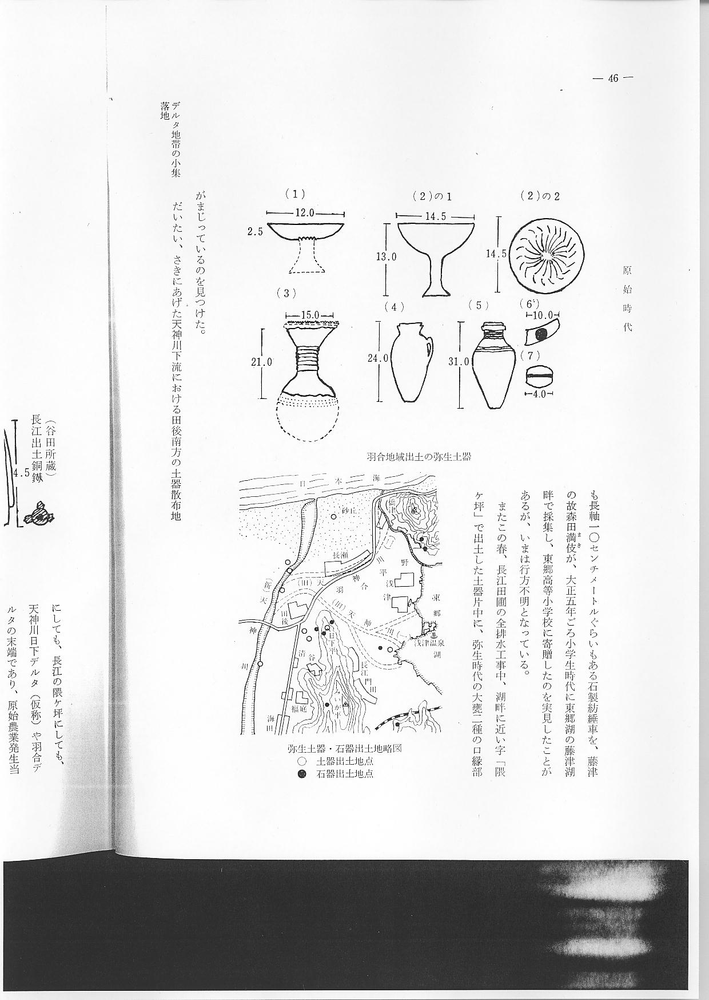 ― 46 ―
原始時代
も長軸一〇センチメートルぐらいもある石製紡錘車を、藤津
の故森田満伎が、大正五年ごろ小学生時代に東郷湖の藤津湖
まき
畔で採集し、東郷高等小学校に寄贈したのを実見したことが
あるが、いまは行方不明となっている。
またこの春、長江田圃の全排水工事中、湖畔に近い字「隈
ケ坪」で出土した土器片中に、弥生時代の大甕二種の口縁部
(1)
12.0
2.5
(2)の1
14.5
13.0
(2)の2
14.5
(3)
15.0
21.0
(4)
24.0
(5)
31.0
(6)
10.0
(7)
4.0
羽合地域出土の弥生土器
日本海
砂丘
橋津
長瀬
羽合平野
浅津
東郷湖
浅津温泉
(旧)天神川
(旧)天神川(一)
(新)天神川
田後
日下平
清谷
長江
門田
みいが平
福庭
海田
弥生土器・石器出土地略図
○ 土器出土地点
● 石器出土地点
がまじっているのを見つけた。
デルタ地帯の小集
落地
だいたい、さきにあげた天神川下流における田後南方の土器散布地
(谷田所蔵)
長江出土銅鏃
4.5
にしても、長江の隈ケ坪にしても、
天神川日下デルタ(仮称)や羽合デ
ルタの末端であり、原始農業発生当